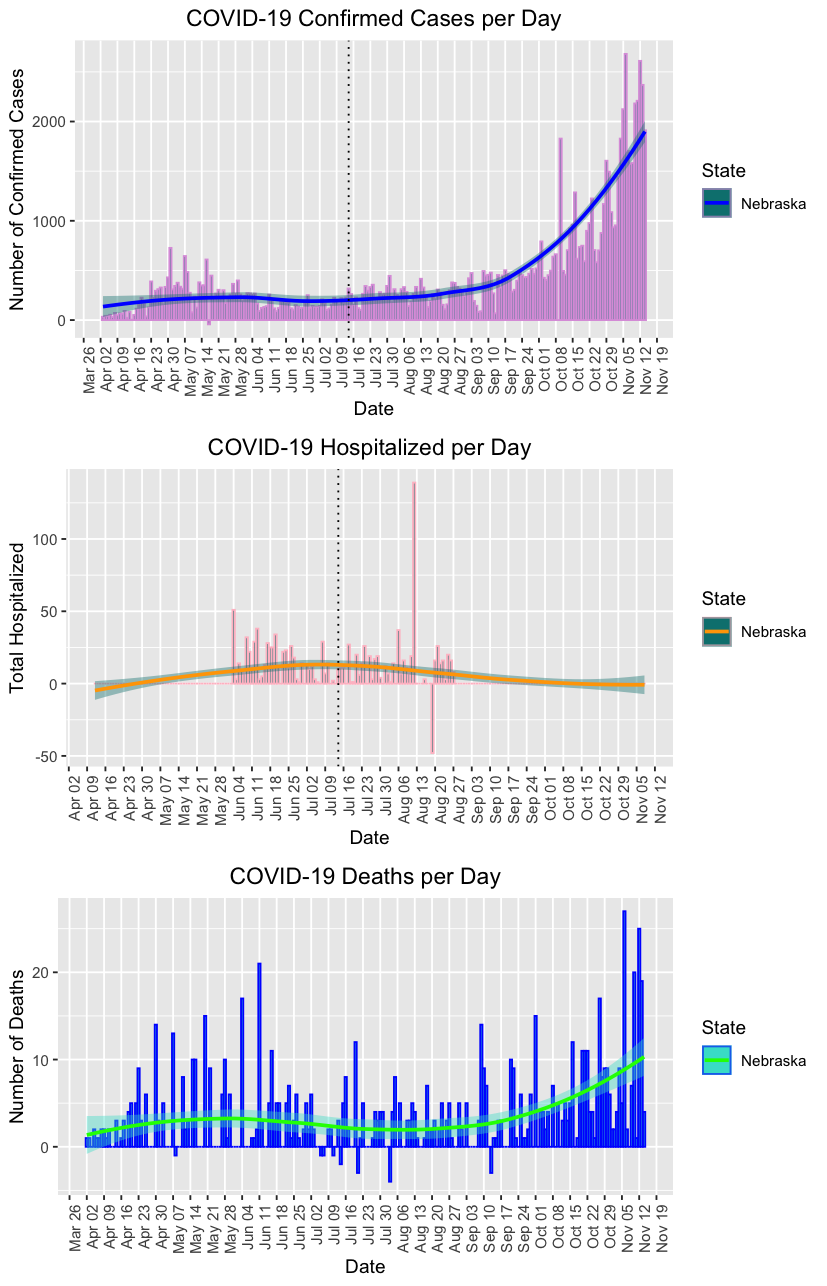 COVID-19 Confirmed Cases per Day
Number of Confirmed Cases
2000
1000
0
Mar 26
Apr 02
Apr 09
Apr 16
Apr 23
Apr 30
May 07
May 14
May 21
May 28
Jun 04
Jun 11
Jun 18
Jun 25
Jul 02
Jul 09
Jul 16
Jul 23
Jul 30
Aug 06
Aug 13
Aug 20
Aug 27
Sep 03
Sep 10
Sep 17
Sep 24
Oct 01
Oct 08
Oct 15
Oct 22
Oct 29
Nov 05
Nov 12
Nov 19
Date
State
Nebraska
COVID-19 Hospitalized per Day
Total Hospitalized
100
50
0
-50
Apr 02
Apr 09
Apr 16
Apr 23
Apr 30
May 07
May 14
May 21
May 28
Jun 04
Jun 11
Jun 18
Jun 25
Jul 02
Jul 09
Jul 16
Jul 23
Jul 30
Aug 06
Aug 13
Aug 20
Aug 27
Sep 03
Sep 10
Sep 17
Sep 24
Oct 01
Oct 08
Oct 15
Oct 22
Oct 29
Nov 05
Nov 12
Date
State
Nebraska
COVID-19 Deaths per Day
Number of Deaths
20
10
0
Mar 26
Apr 02
Apr 09
Apr 16
Apr 23
Apr 30
May 07
May 14
May 21
May 28
Jun 04
Jun 11
Jun 18
Jun 25
Jul 02
Jul 09
Jul 16
Jul 23
Jul 30
Aug 06
Aug 13
Aug 20
Aug 27
Sep 03
Sep 10
Sep 17
Sep 24
Oct 01
Oct 08
Oct 15
Oct 22
Oct 29
Nov 05
Nov 12
Nov 19
Date
State
Nebraska